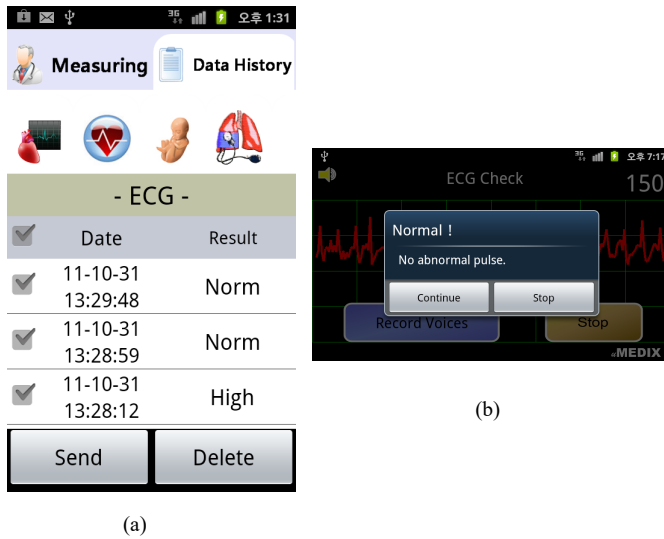 3G 오후 1:31
Measuring Data History
- ECG -
Date Result
11-10-31
13:29:48
Norm
11-10-31
13:28:59
Norm
11-10-31
13:28:12
High
Send Delete
(a)
3G 오후 7:17
ECG Check 150
Normal !
No abnormal pulse.
Continue Stop
Record Voices Stop
eMEDIX
(b)